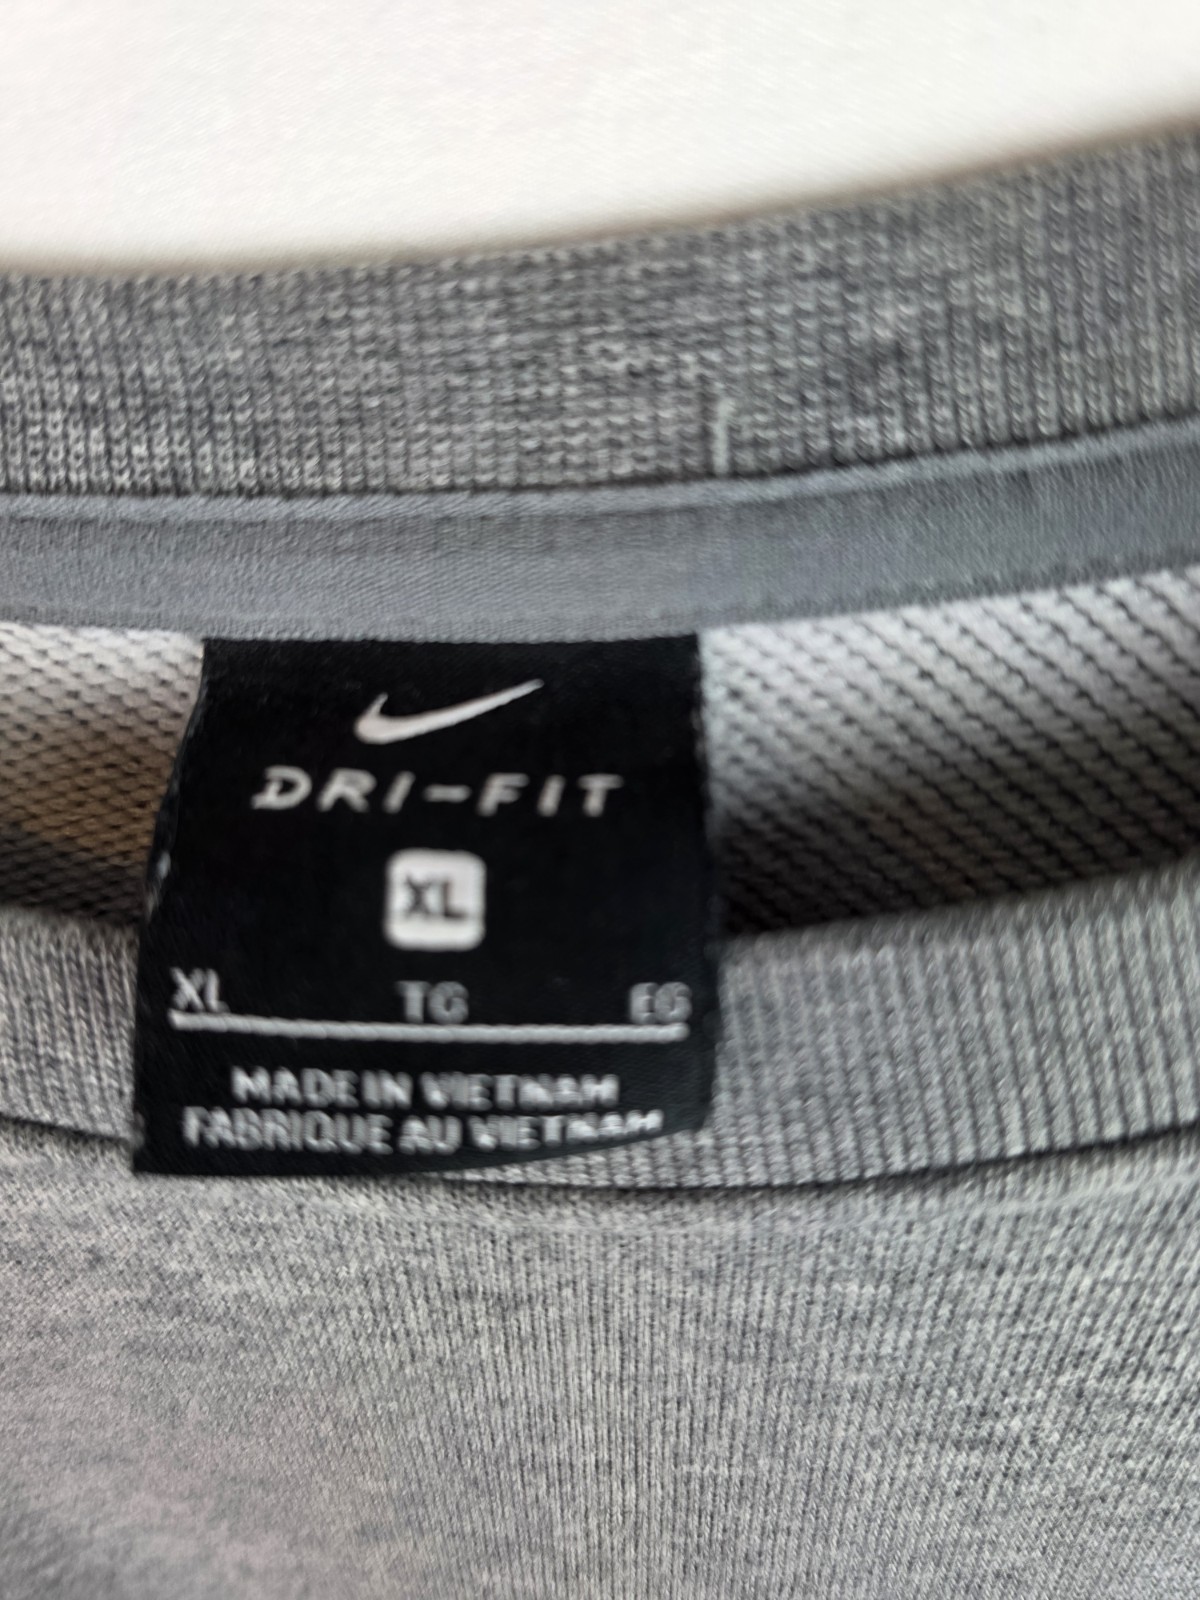 DRI-FIT
XL
XL TG EG
MADE IN VIETNAM
FABRIQUE AU VIETNAM